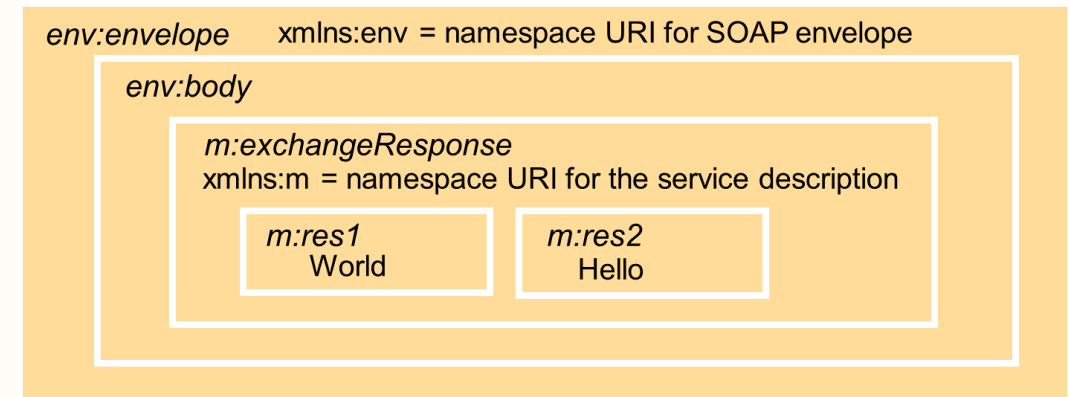 env:envelope xmlns:env = namespace URI for SOAP envelope
env:body
m:exchangeResponse
xmlns:m = namespace URI for the service description
m:res1 m:res2
World Hello